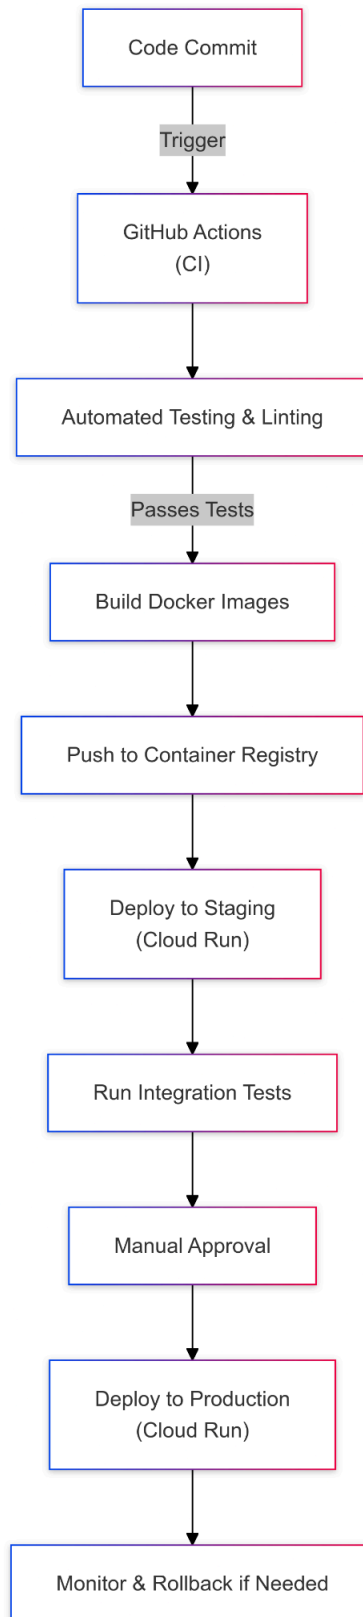 Code Commit
Trigger
GitHub Actions
(CI)
Automated Testing & Linting
Passes Tests
Build Docker Images
Push to Container Registry
Deploy to Staging
(Cloud Run)
Run Integration Tests
Manual Approval
Deploy to Production
(Cloud Run)
Monitor & Rollback if Needed